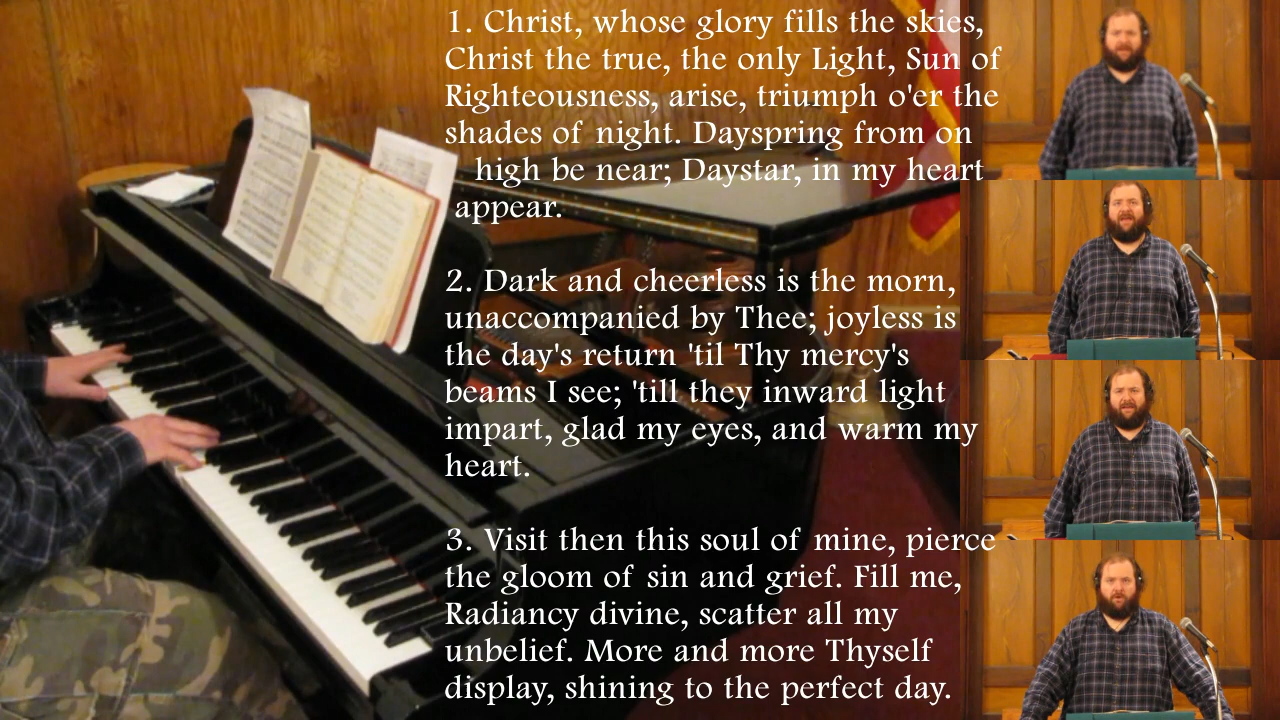 1. Christ, whose glory fills the skies,
Christ the true, the only Light, Sun of
Righteousness, arise, triumph o'er the
shades of night. Dayspring from on
high be near; Daystar, in my heart
appear.
2. Dark and cheerless is the morn,
unaccompanied by Thee; joyless is
the day's return 'til Thy mercy's
beams I see; 'till they inward light
impart, glad my eyes, and warm my
heart.
3. Visit then this soul of mine, pierce
the gloom of sin and grief. Fill me,
Radiancy divine, scatter all my
unbelief. More and more Thyself
display, shining to the perfect day.